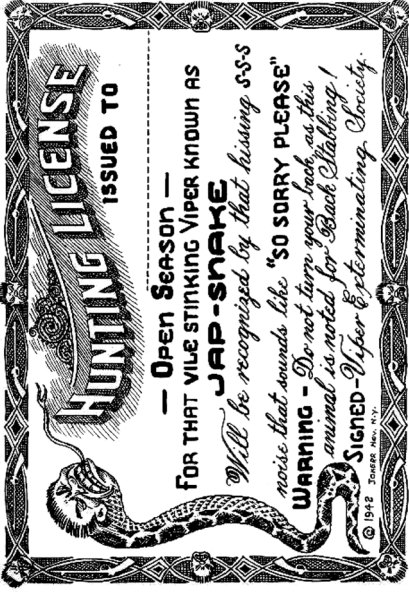 HUNTING LICENSE
ISSUED TO
— OPEN SEASON —
FOR THAT VILE STINKING VIPER KNOWN AS
JAP-SNAKE
Will be recognized by that hissing S-S-S
noise that sounds like "SO SORRY PLEASE"
WARNING - Do not turn your back, as this
animal is noted for Back Stabbing!
SIGNED - Viper Exterminating Society.
© 1942 JOKERR Nov. N.Y.